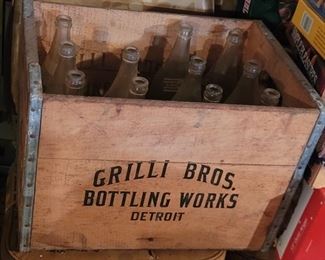 GRILLI BROS.
BOTTLING WORKS
DETROIT